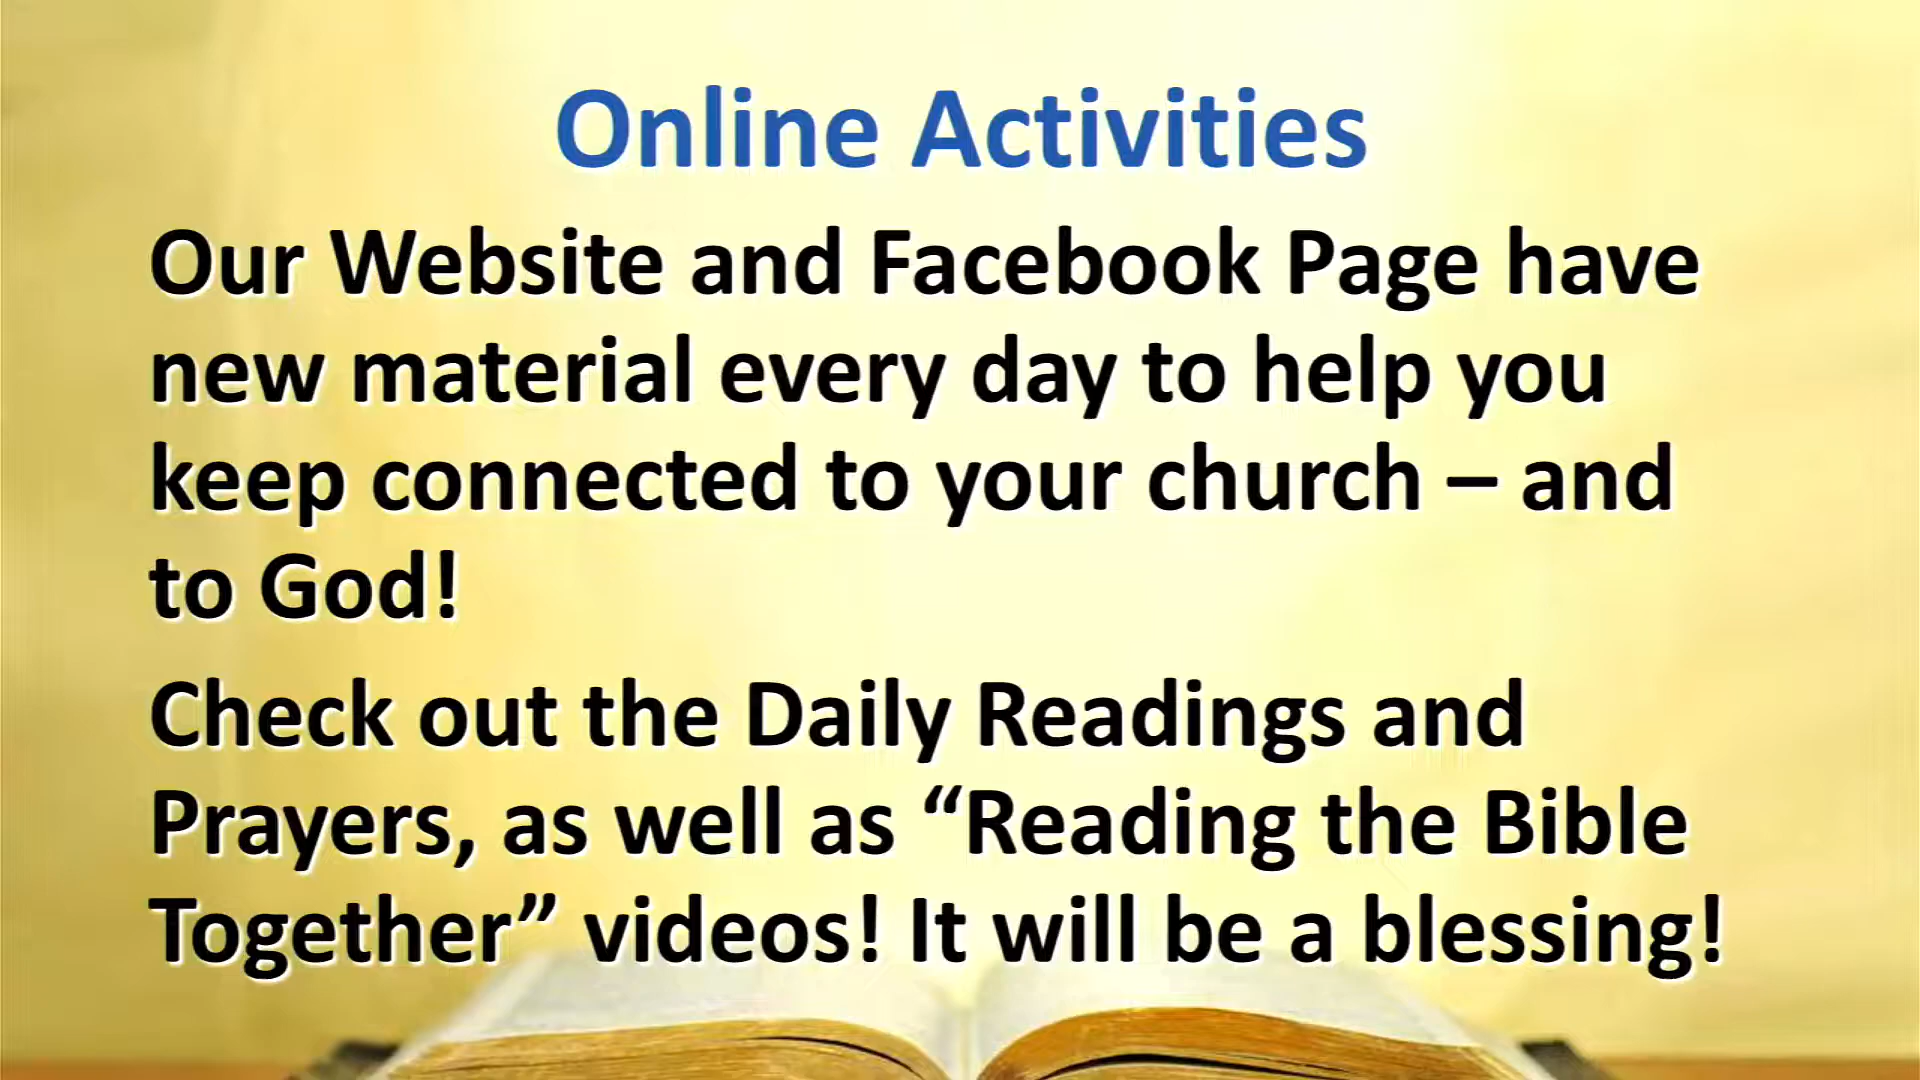 Online Activities
Our Website and Facebook Page have
new material every day to help you
keep connected to your church – and
to God!
Check out the Daily Readings and
Prayers, as well as “Reading the Bible
Together” videos! It will be a blessing!